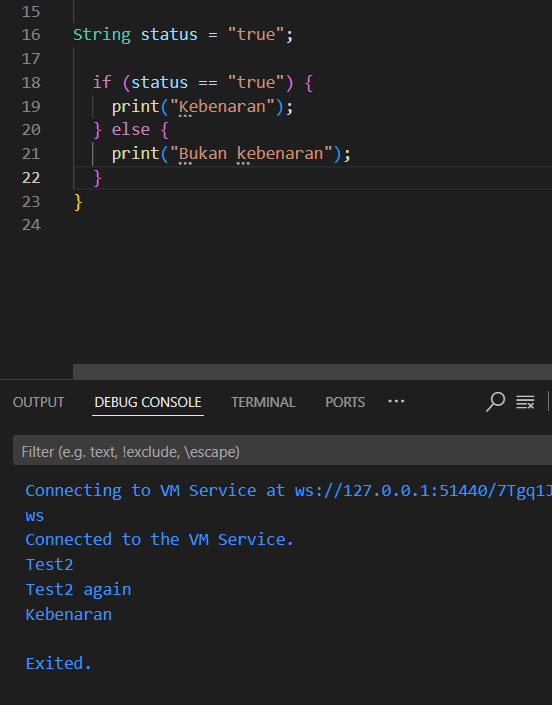 15
16 String status = "true";
17
18 if (status == "true") {
19 print("Kebenaran");
20 } else {
21 print("Bukan kebenaran");
22 }
23 }
24
OUTPUT DEBUG CONSOLE TERMINAL PORTS ···
Filter (e.g. text, !exclude, \escape)
Connecting to VM Service at ws://127.0.0.1:51440/7Tgq1J
ws
Connected to the VM Service.
Test2
Test2 again
Kebenaran
Exited.